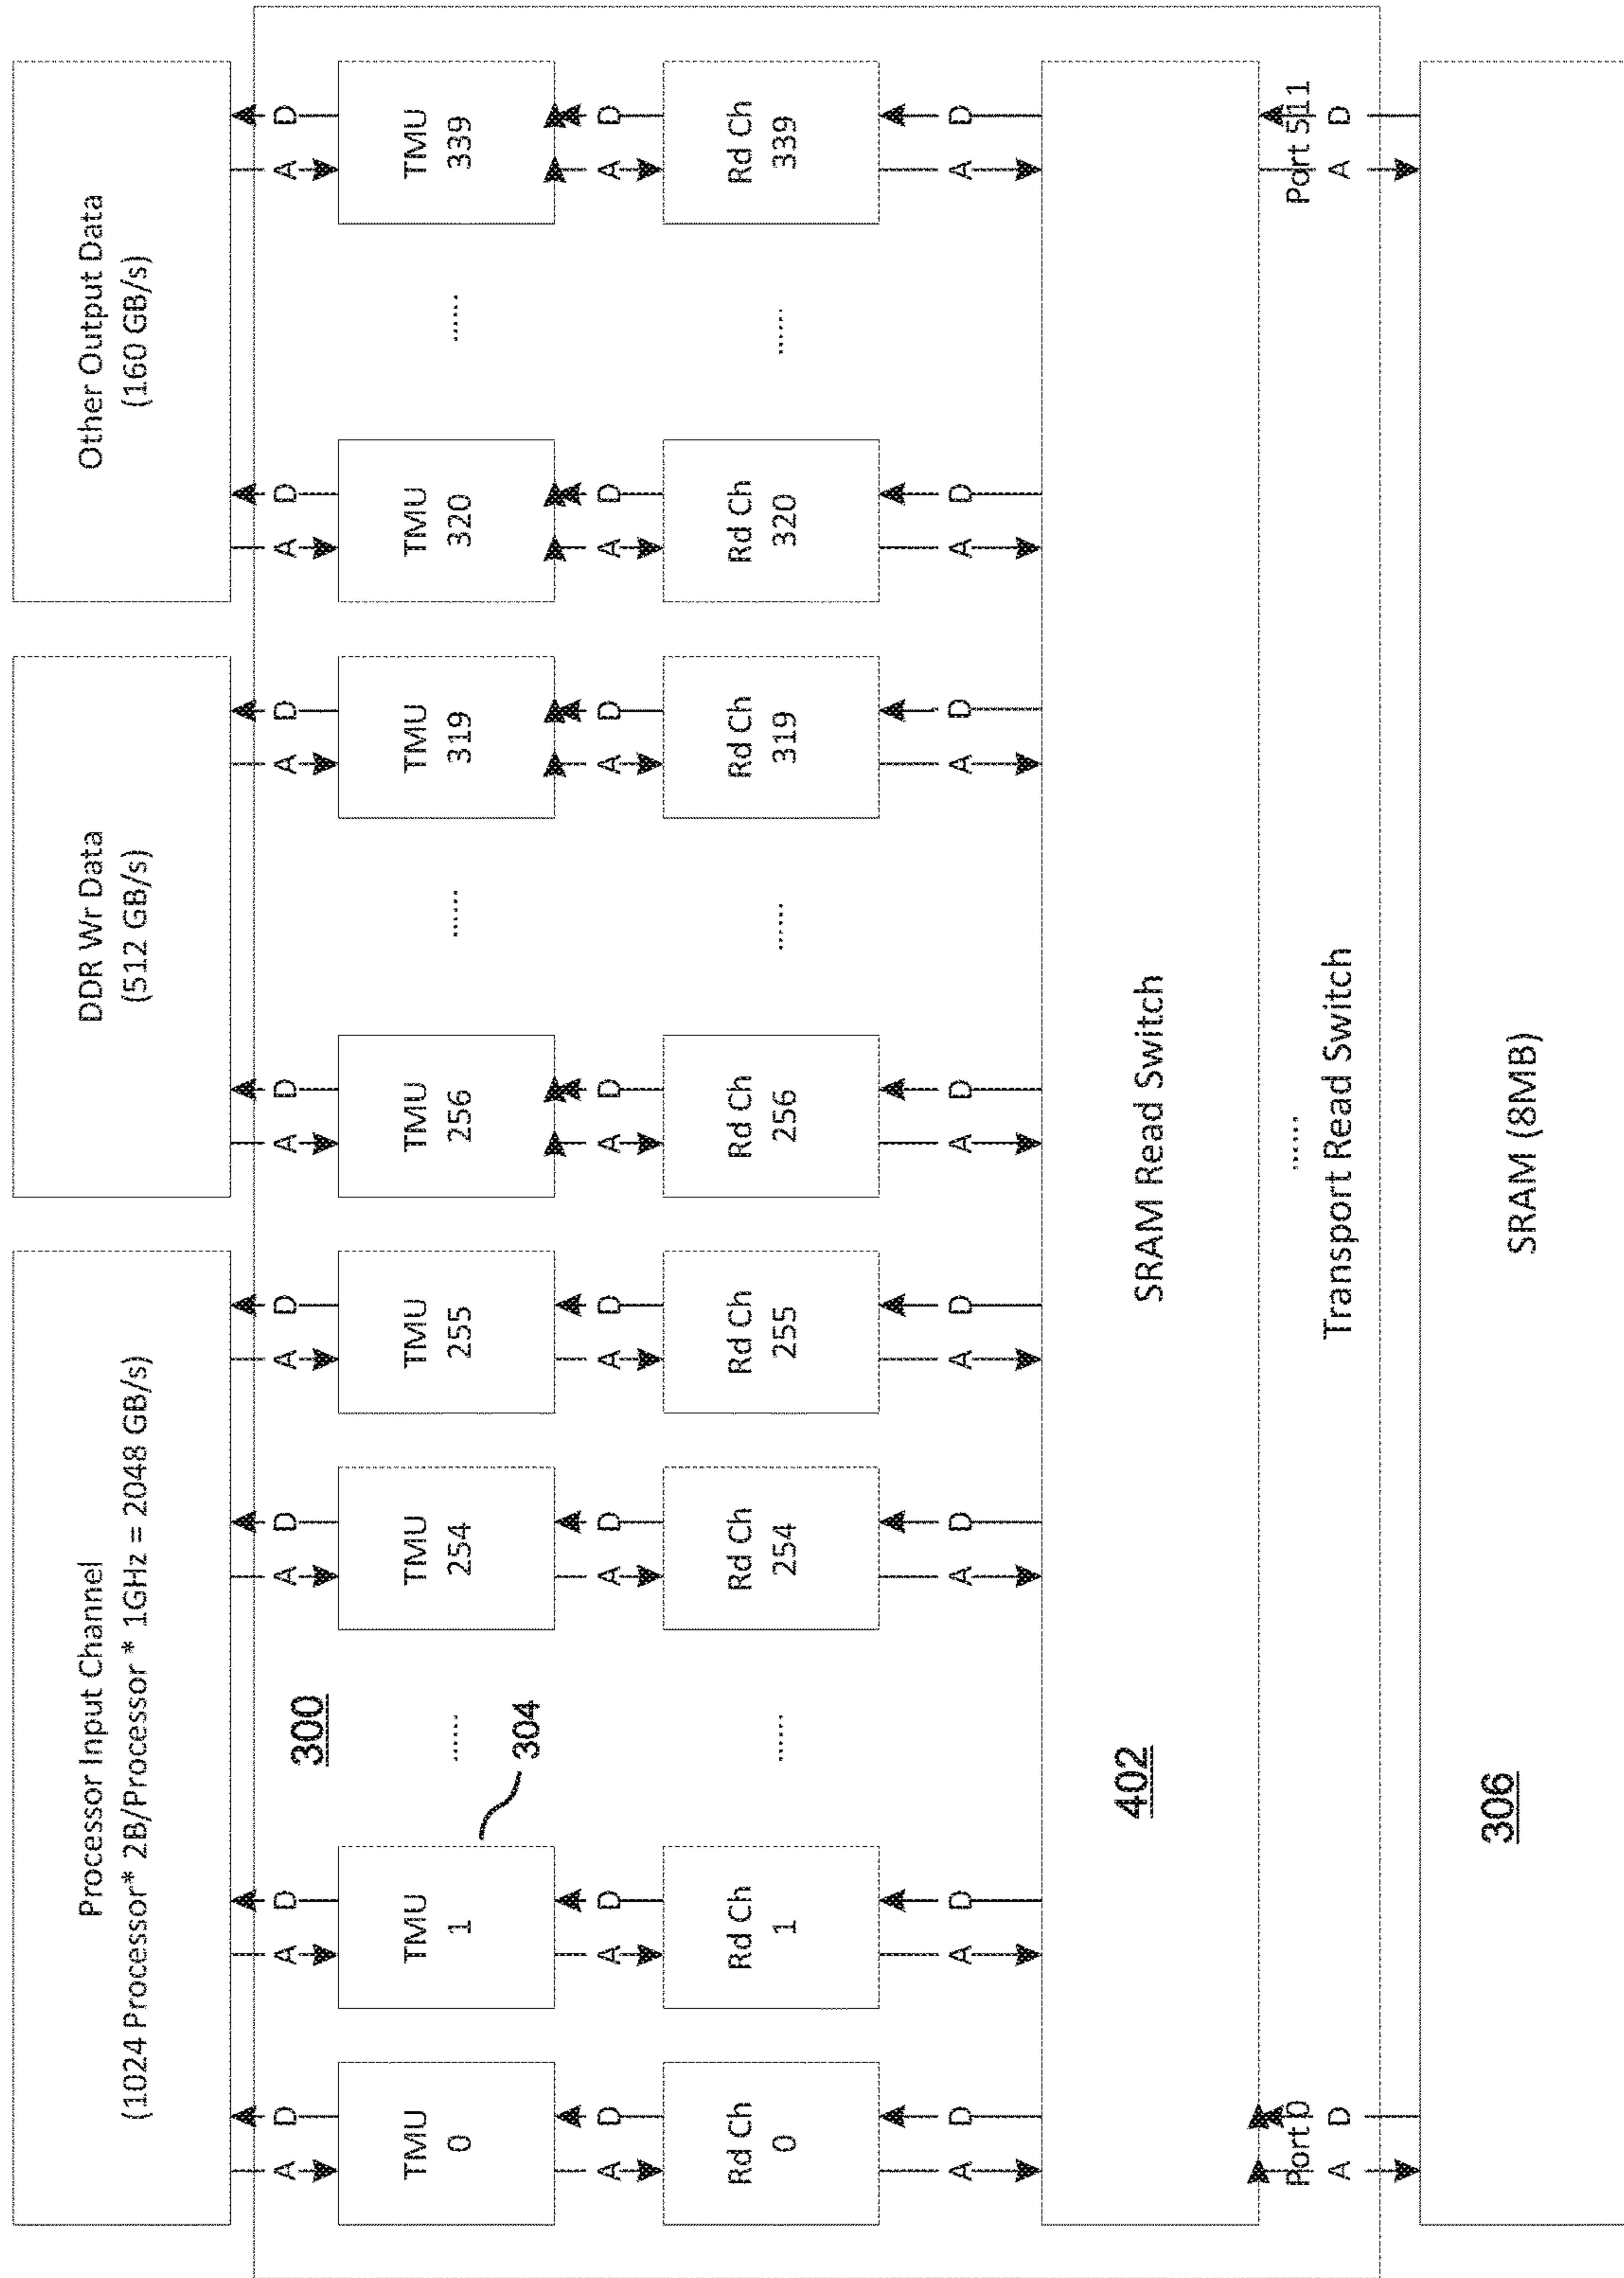 Processor Input Channel
(1024 Processor* 2B/Processor * 1GHz = 2048 GB/s)
DDR Wr Data
(512 GB/s)
Other Output Data
(160 GB/s)
A D A D A D A D A D A D A D A D
300
TMU
0
TMU
1
TMU
254
TMU
255
TMU
256
TMU
319
TMU
320
TMU
339
......
......
......
304
A D A D A D A D A D A D A D A D
Rd Ch
0
Rd Ch
1
Rd Ch
254
Rd Ch
255
Rd Ch
256
Rd Ch
319
Rd Ch
320
Rd Ch
339
......
......
......
A D A D A D A D A D A D A D A D
402
SRAM Read Switch
Port 0
......
Port 511
A D
Transport Read Switch
A D
306
SRAM (8MB)